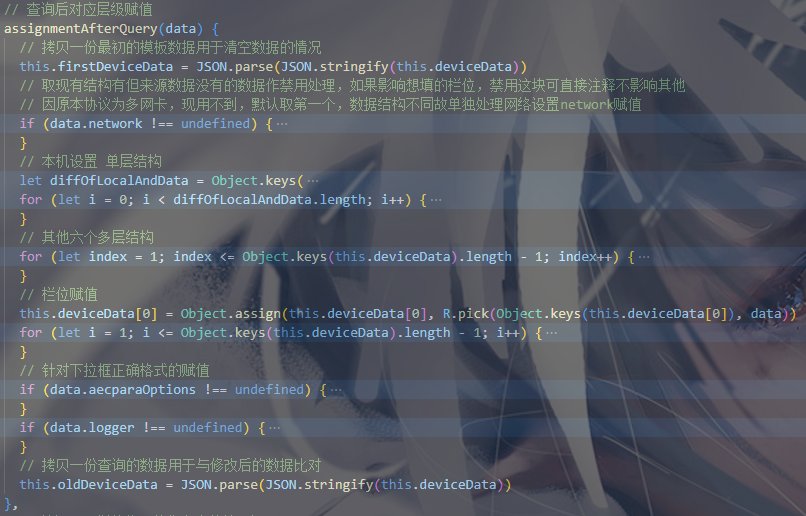 // 查询后对应层级赋值
assignmentAfterQuery(data) {
// 拷贝一份最初的模板数据用于清空数据的情况
this.firstDeviceData = JSON.parse(JSON.stringify(this.deviceData))
// 取现有结构有但来源数据没有的数据作禁用处理，如果影响想填的栏位，禁用这块可直接注释不影响其他
// 因原本协议为多网卡，现用不到，默认取第一个，数据结构不同故单独处理网络设置network赋值
if (data.network !== undefined) {…
}
// 本机设置 单层结构
let diffOfLocalAndData = Object.keys(…
for (let i = 0; i < diffOfLocalAndData.length; i++) {…
}
// 其他六个多层结构
for (let index = 1; index <= Object.keys(this.deviceData).length - 1; index++) {…
}
// 栏位赋值
this.deviceData[0] = Object.assign(this.deviceData[0], R.pick(Object.keys(this.deviceData[0]), data))
for (let i = 1; i <= Object.keys(this.deviceData).length - 1; i++) {…
}
// 针对下拉框正确格式的赋值
if (data.aecparaOptions !== undefined) {…
}
if (data.logger !== undefined) {…
}
// 拷贝一份查询的数据用于与修改后的数据比对
this.oldDeviceData = JSON.parse(JSON.stringify(this.deviceData))
},